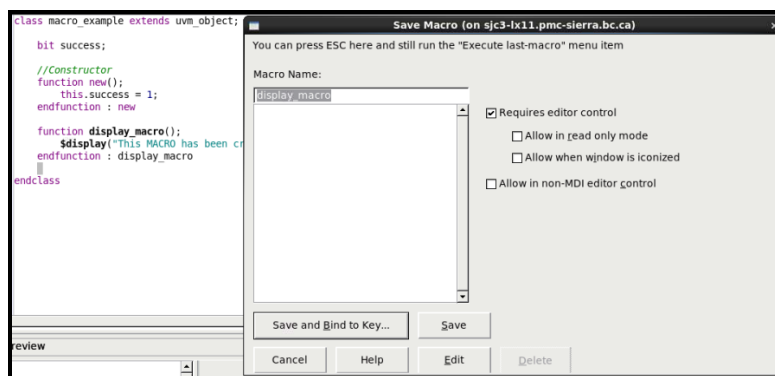 class macro_example extends uvm_object;
bit success;
//Constructor
function new();
this.success = 1;
endfunction : new
function display_macro();
$display("This MACRO has been cr
endfunction : display_macro
endclass
review
Save Macro (on sjc3-lx11.pmc-sierra.bc.ca)
You can press ESC here and still run the "Execute last-macro" menu item
Macro Name:
display_macro
Requires editor control
Allow in read only mode
Allow when window is iconized
Allow in non-MDI editor control
Save and Bind to Key... Save
Cancel Help Edit Delete